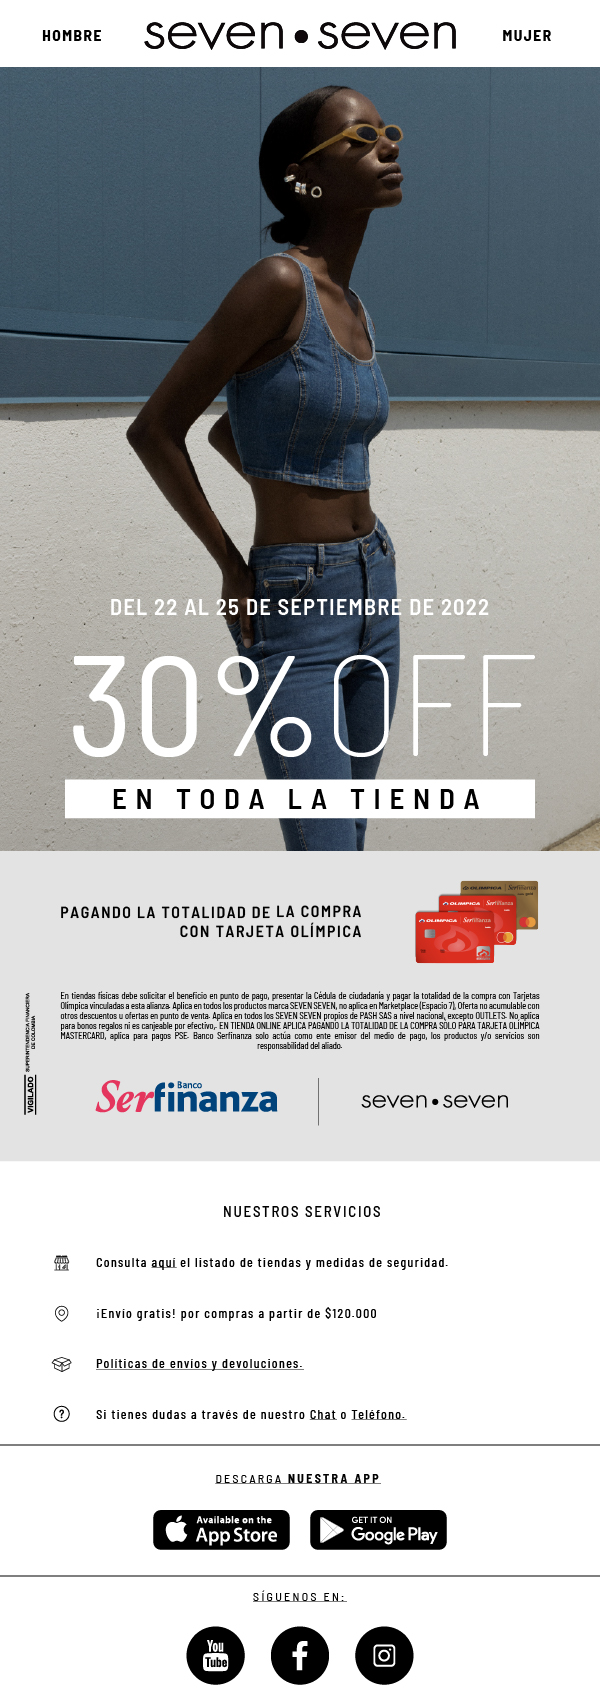 HOMBRE
seven•seven
MUJER
DEL 22 AL 25 DE SEPTIEMBRE DE 2022
30%OFF
EN TODA LA TIENDA
PAGANDO LA TOTALIDAD DE LA COMPRA
CON TARJETA OLÍMPICA
OLIMPICA Serfinanza
OLIMPICA Serfinanza
OLIMPICA Serfinanza
En tiendas físicas debe solicitar el beneficio en punto de pago, presentar la Cédula de ciudadanía y pagar la totalidad de la compra con Tarjetas
Olímpica vinculadas a esta alianza. Aplica en todos los productos marca SEVEN SEVEN, no aplica en Marketplace (Espacio 7), Oferta no acumulable con
otros descuentos u ofertas en punto de venta. Aplica en todos los SEVEN SEVEN propios de PASH SAS a nivel nacional, excepto OUTLETS. No aplica
para bonos regalos ni es canjeable por efectivo,. EN TIENDA ONLINE APLICA PAGANDO LA TOTALIDAD DE LA COMPRA SOLO PARA TARJETA OLIMPICA
MASTERCARD, aplica para pagos PSE. Banco Serfinanza solo actúa como ente emisor del medio de pago, los productos y/o servicios son
responsabilidad del aliado.
VIGILADO
SUPERINTENDENCIA FINANCIERA
DE COLOMBIA
Banco
Serfinanza
seven•seven
NUESTROS SERVICIOS
Consulta aquí el listado de tiendas y medidas de seguridad.
¡Envío gratis! por compras a partir de $120.000
Políticas de envíos y devoluciones.
Si tienes dudas a través de nuestro Chat o Teléfono.
DESCARGA NUESTRA APP
Available on the
App Store
GET IT ON
Google Play
SÍGUENOS EN:
You
Tube